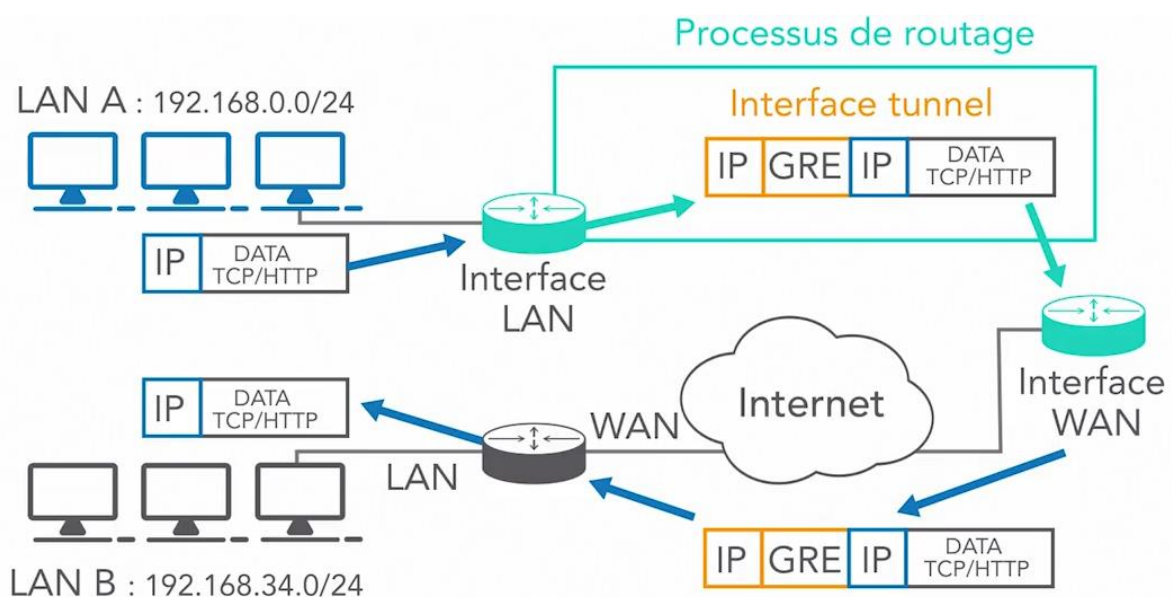 Processus de routage
LAN A : 192.168.0.0/24
Interface tunnel
IP GRE IP DATA TCP/HTTP
IP DATA TCP/HTTP
Interface
LAN
Internet
Interface
WAN
IP DATA TCP/HTTP
WAN
LAN
IP GRE IP DATA TCP/HTTP
LAN B : 192.168.34.0/24